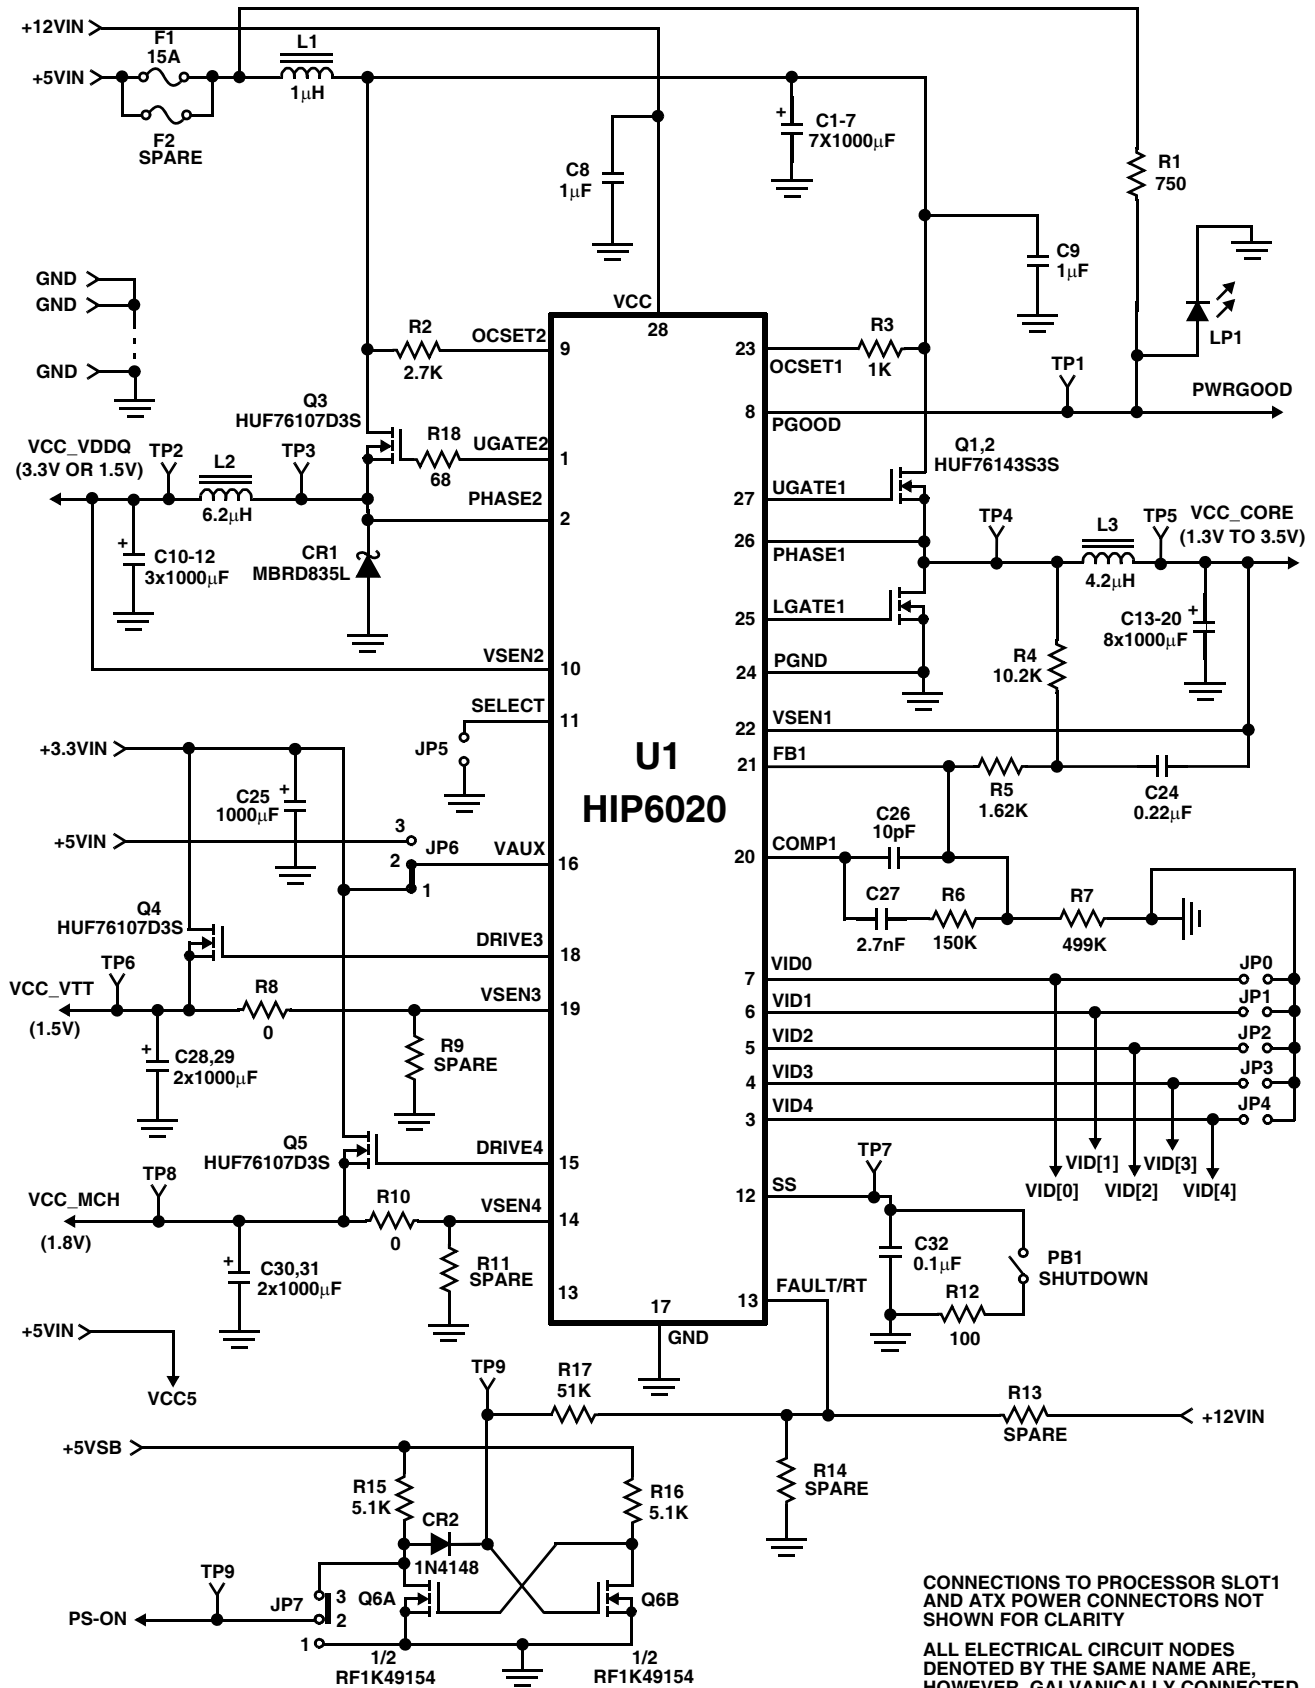 +12VIN
F1
15A
L1
+5VIN
1μH
F2
SPARE
C1-7
7X1000μF
C8
1μF
R1
750
C9
1μF
GND
GND
GND
VCC
28
LP1
R2
2.7K
OCSET2
9
23
OCSET1
R3
1K
TP1
PWRGOOD
8
PGOOD
Q3
HUF76107D3S
R18
68
UGATE2
1
Q1,2
HUF76143S3S
VCC_VDDQ
(3.3V OR 1.5V)
TP2
L2
6.2μH
TP3
PHASE2
2
27
UGATE1
TP4
L3
4.2μH
TP5
VCC_CORE
(1.3V TO 3.5V)
26
PHASE1
C10-12
3x1000μF
+
CR1
MBRD835L
25
LGATE1
C13-20
8x1000μF
+
VSEN2
10
24
PGND
R4
10.2K
SELECT
11
22
VSEN1
JP5
+3.3VIN
U1
HIP6020
21
FB1
R5
1.62K
C24
0.22μF
C25
1000μF
+
+5VIN
3
JP6
2
1
VAUX
16
20
COMP1
C26
10pF
C27
2.7nF
R6
150K
R7
499K
Q4
HUF76107D3S
DRIVE3
18
TP6
VCC_VTT
(1.5V)
R8
0
VSEN3
19
R9
SPARE
C28,29
2x1000μF
+
7
VID0
JP0
6
VID1
JP1
5
VID2
JP2
4
VID3
JP3
3
VID4
JP4
VID[0]
VID[1]
VID[2]
VID[3]
VID[4]
Q5
HUF76107D3S
DRIVE4
15
TP8
VCC_MCH
(1.8V)
R10
0
VSEN4
14
R11
SPARE
C30,31
2x1000μF
+
13
12
SS
TP7
C32
0.1μF
PB1
SHUTDOWN
R12
100
13
FAULT/RT
17
GND
+5VIN
VCC5
TP9
R17
51K
R13
SPARE
+12VIN
+5VSB
R14
SPARE
R15
5.1K
R16
5.1K
CR2
1N4148
TP9
PS-ON
JP7
3
2
1
Q6A
Q6B
1/2
RF1K49154
1/2
RF1K49154
CONNECTIONS TO PROCESSOR SLOT1
AND ATX POWER CONNECTORS NOT
SHOWN FOR CLARITY
ALL ELECTRICAL CIRCUIT NODES
DENOTED BY THE SAME NAME ARE,
HOWEVER, GALVANICALLY CONNECTED